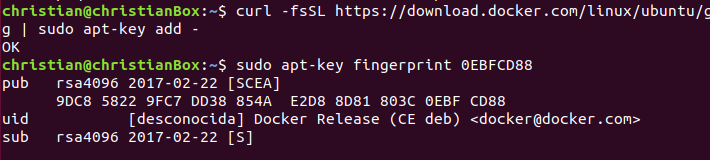 christian@christianBox:~$ curl -fsSL https://download.docker.com/linux/ubuntu/g
g | sudo apt-key add -
OK
christian@christianBox:~$ sudo apt-key fingerprint 0EBFCD88
pub   rsa4096 2017-02-22 [SCEA]
      9DC8 5822 9FC7 DD38 854A  E2D8 8D81 803C 0EBF CD88
uid           [desconocida] Docker Release (CE deb) <docker@docker.com>
sub   rsa4096 2017-02-22 [S]